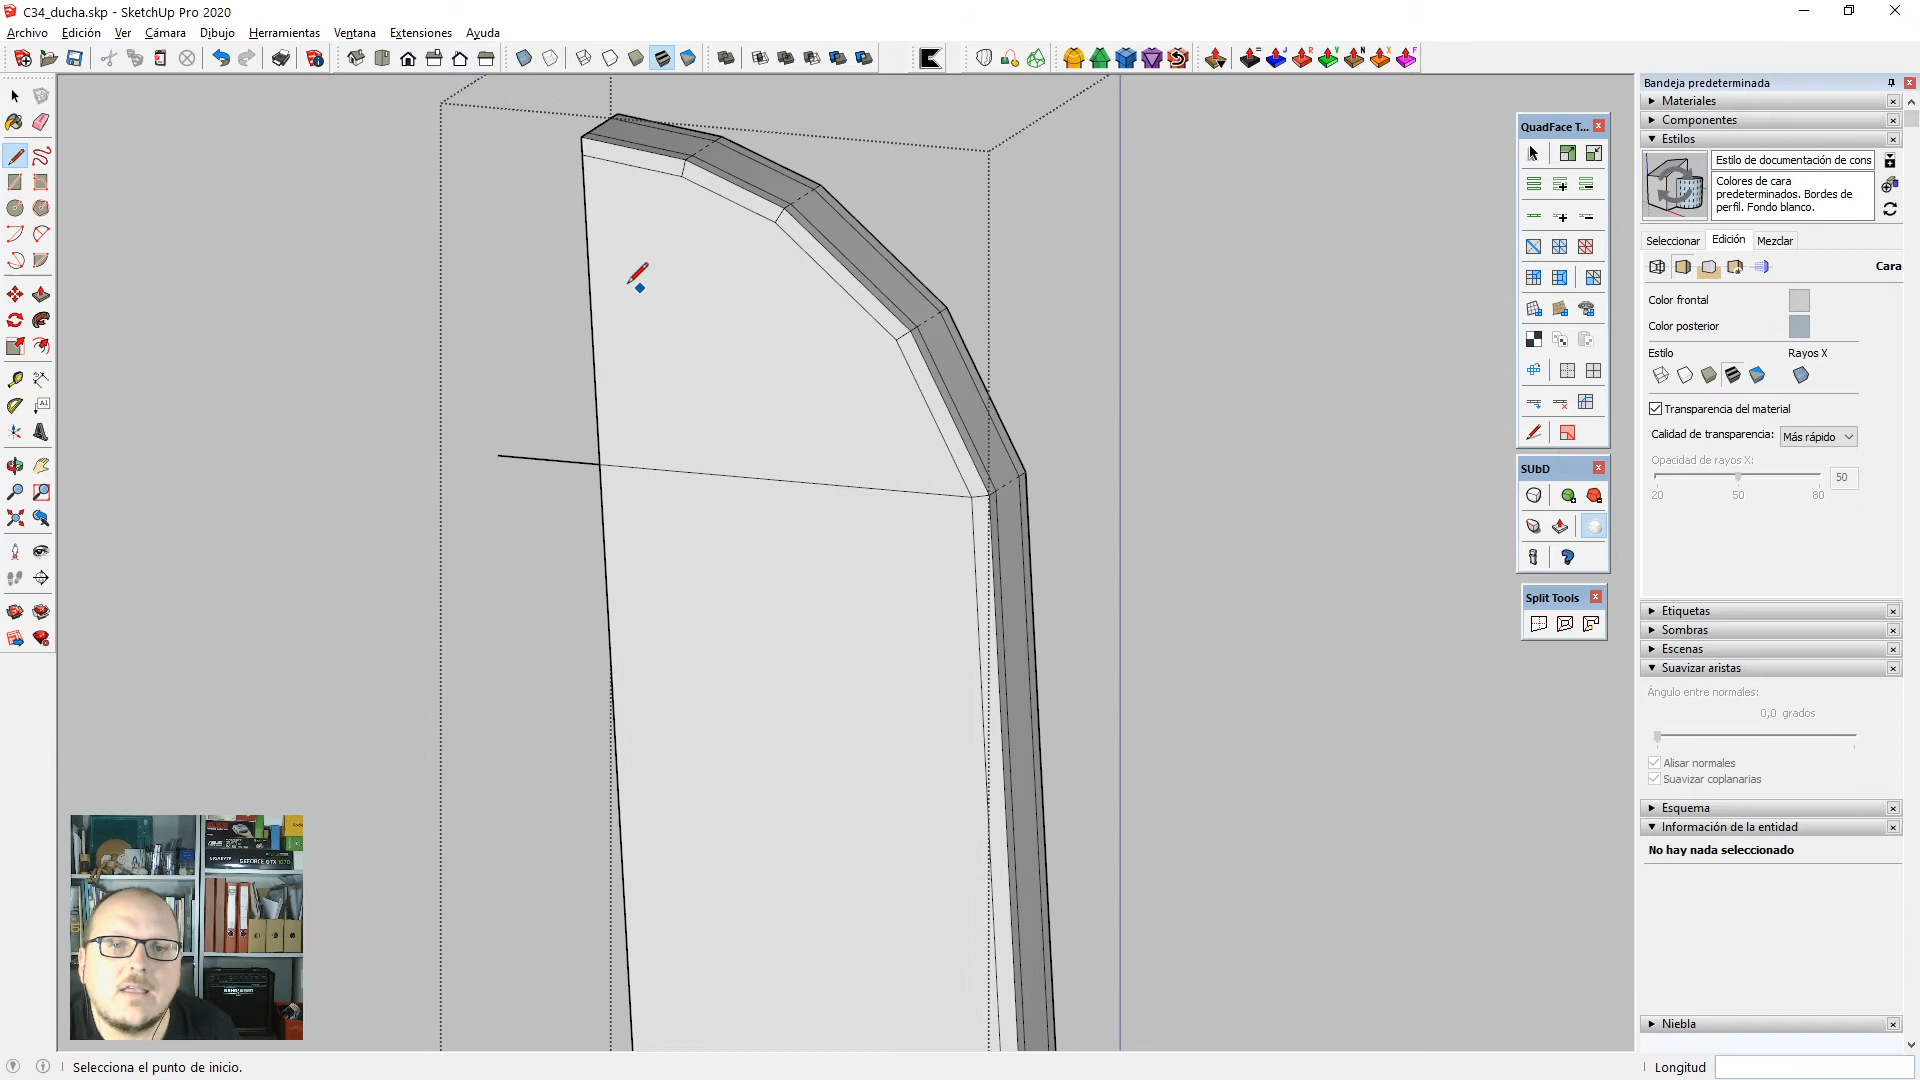 C34_ducha.skp - SketchUp Pro 2020
Archivo Edición Ver Cámara Dibujo Herramientas Ventana Extensiones Ayuda
Bandeja predeterminada
Materiales
Componentes
Estilos
Estilo de documentación de cons
Colores de cara
predeterminados. Bordes de
perfil. Fondo blanco.
Seleccionar Edición Mezclar
Cara
Color frontal
Color posterior
Estilo Rayos X
Transparencia del material
Calidad de transparencia: Más rápido
Opacidad de rayos X:
50
20 50 80
Etiquetas
Sombras
Escenas
Suavizar aristas
Ángulo entre normales:
0,0 grados
Alisar normales
Suavizar coplanarias
Esquema
Información de la entidad
No hay nada seleccionado
Niebla
QuadFace T...
SUbD
Split Tools
GEFORCE GTX 1070
Selecciona el punto de inicio.
Longitud